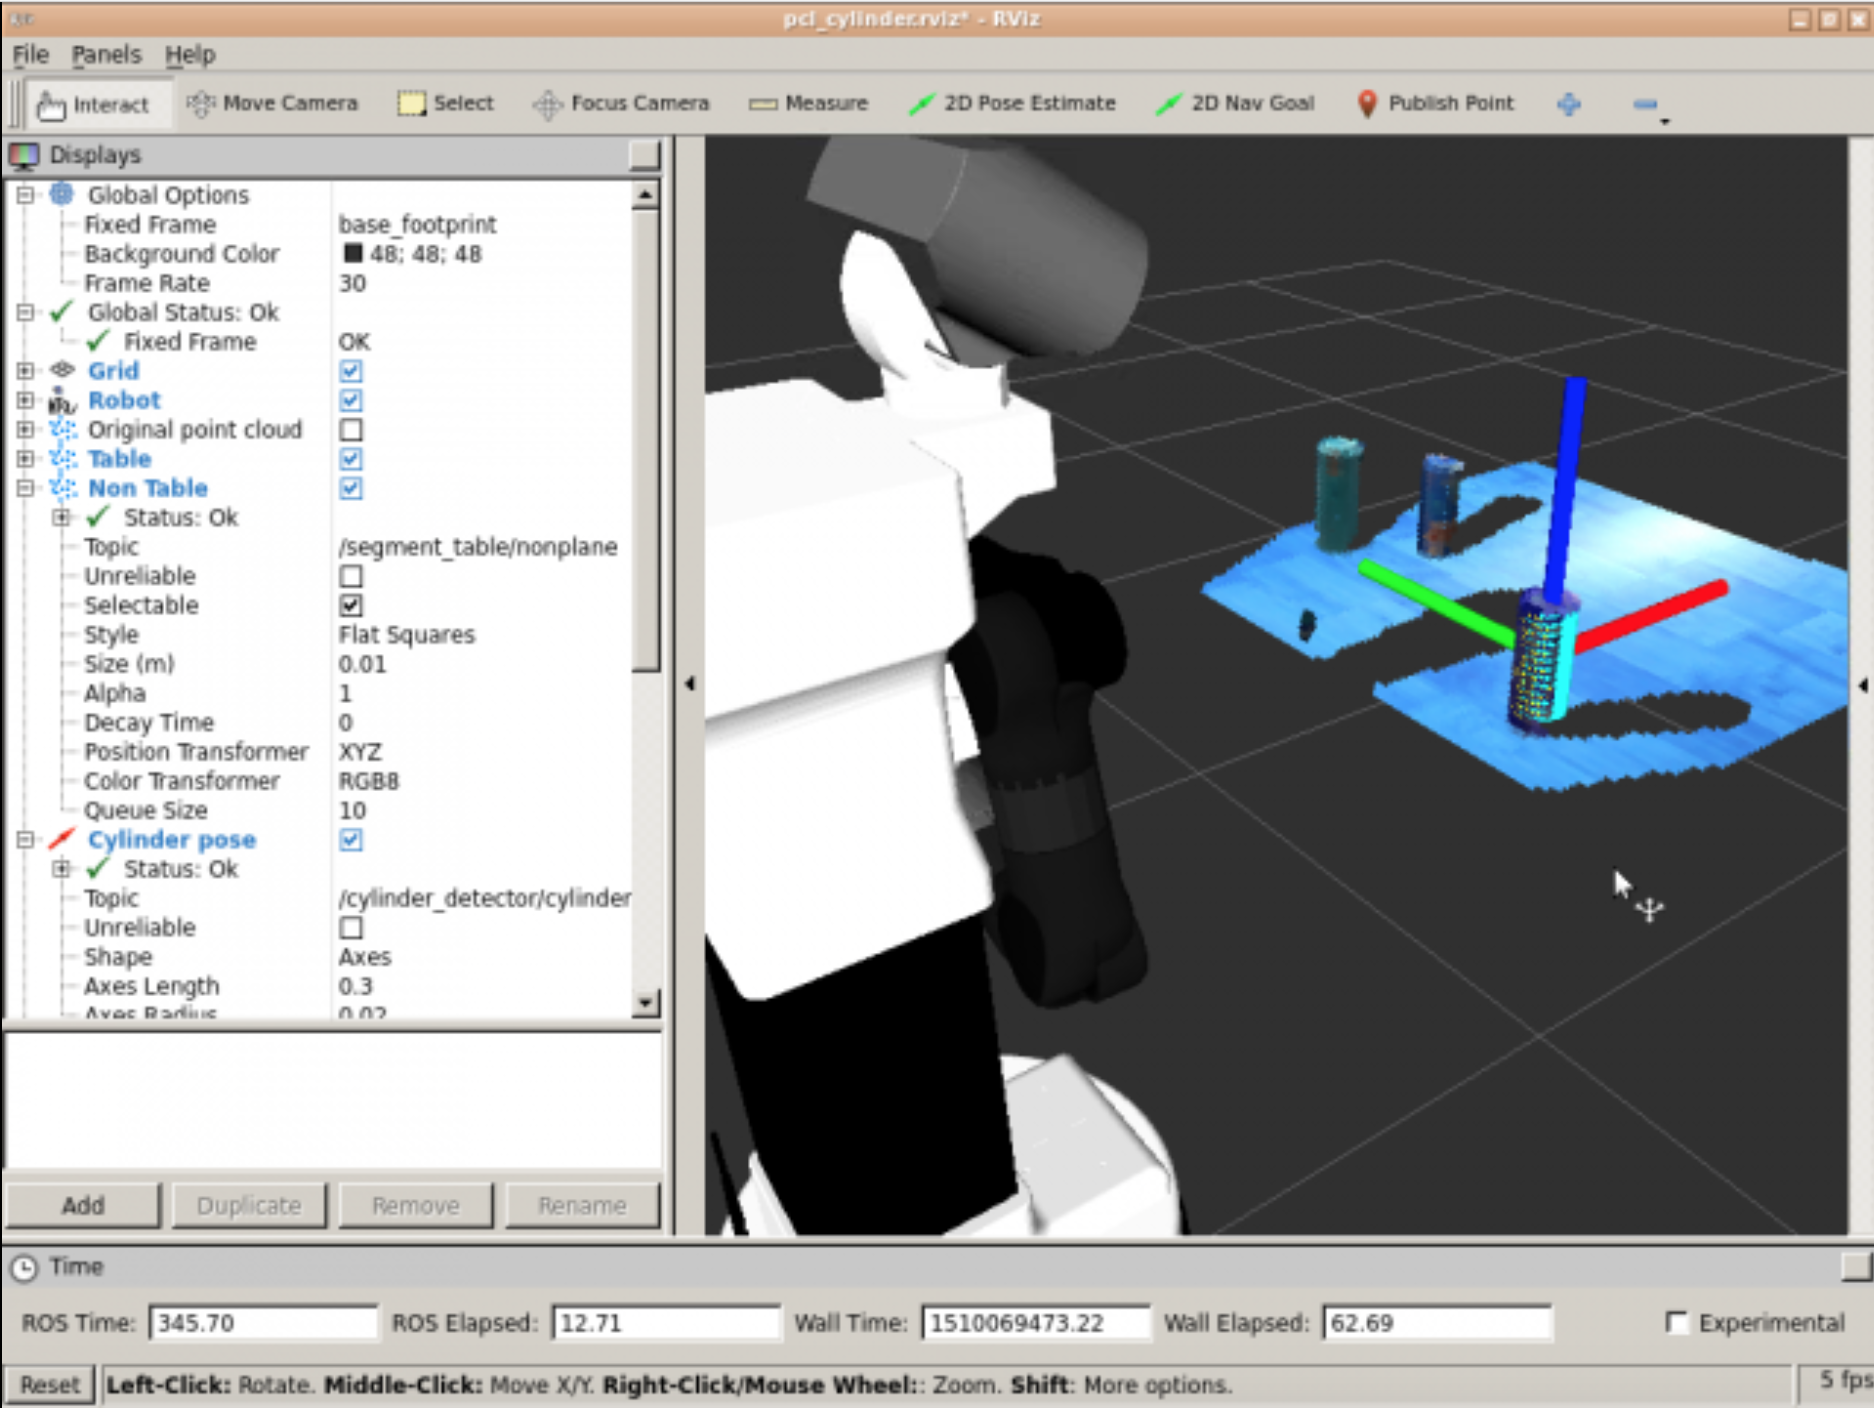 pcl_cylinder.rviz* - RViz
File Panels Help
Interact Move Camera Select Focus Camera Measure 2D Pose Estimate 2D Nav Goal Publish Point
Displays
Global Options
Fixed Frame base_footprint
Background Color 48; 48; 48
Frame Rate 30
Global Status: Ok
Fixed Frame OK
Grid
Robot
Original point cloud
Table
Non Table
Status: Ok
Topic /segment_table/nonplane
Unreliable
Selectable
Style Flat Squares
Size (m) 0.01
Alpha 1
Decay Time 0
Position Transformer XYZ
Color Transformer RGB8
Queue Size 10
Cylinder pose
Status: Ok
Topic /cylinder_detector/cylinder
Unreliable
Shape Axes
Axes Length 0.3
Axes Radius 0.02
Add Duplicate Remove Rename
Time
ROS Time: 345.70 ROS Elapsed: 12.71 Wall Time: 1510069473.22 Wall Elapsed: 62.69 Experimental
Reset Left-Click: Rotate. Middle-Click: Move X/Y. Right-Click/Mouse Wheel:: Zoom. Shift: More options. 5 fps